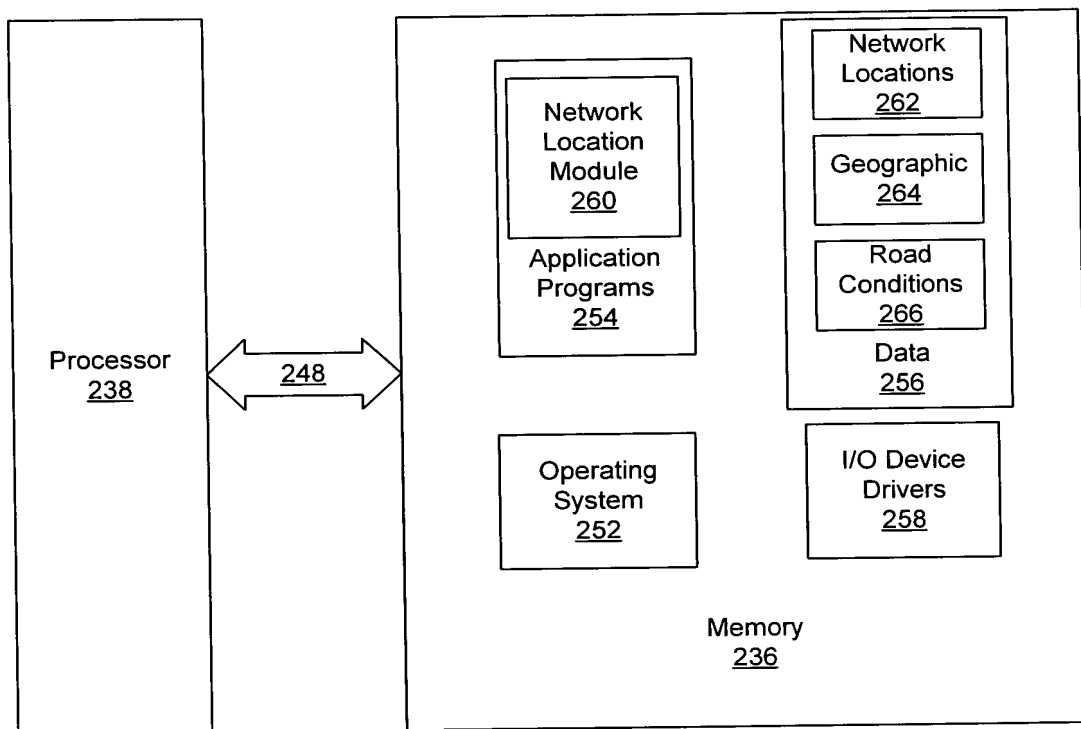 Processor
238
248
Network
Location
Module
260
Application
Programs
254
Network
Locations
262
Geographic
264
Road
Conditions
266
Data
256
Operating
System
252
I/O Device
Drivers
258
Memory
236